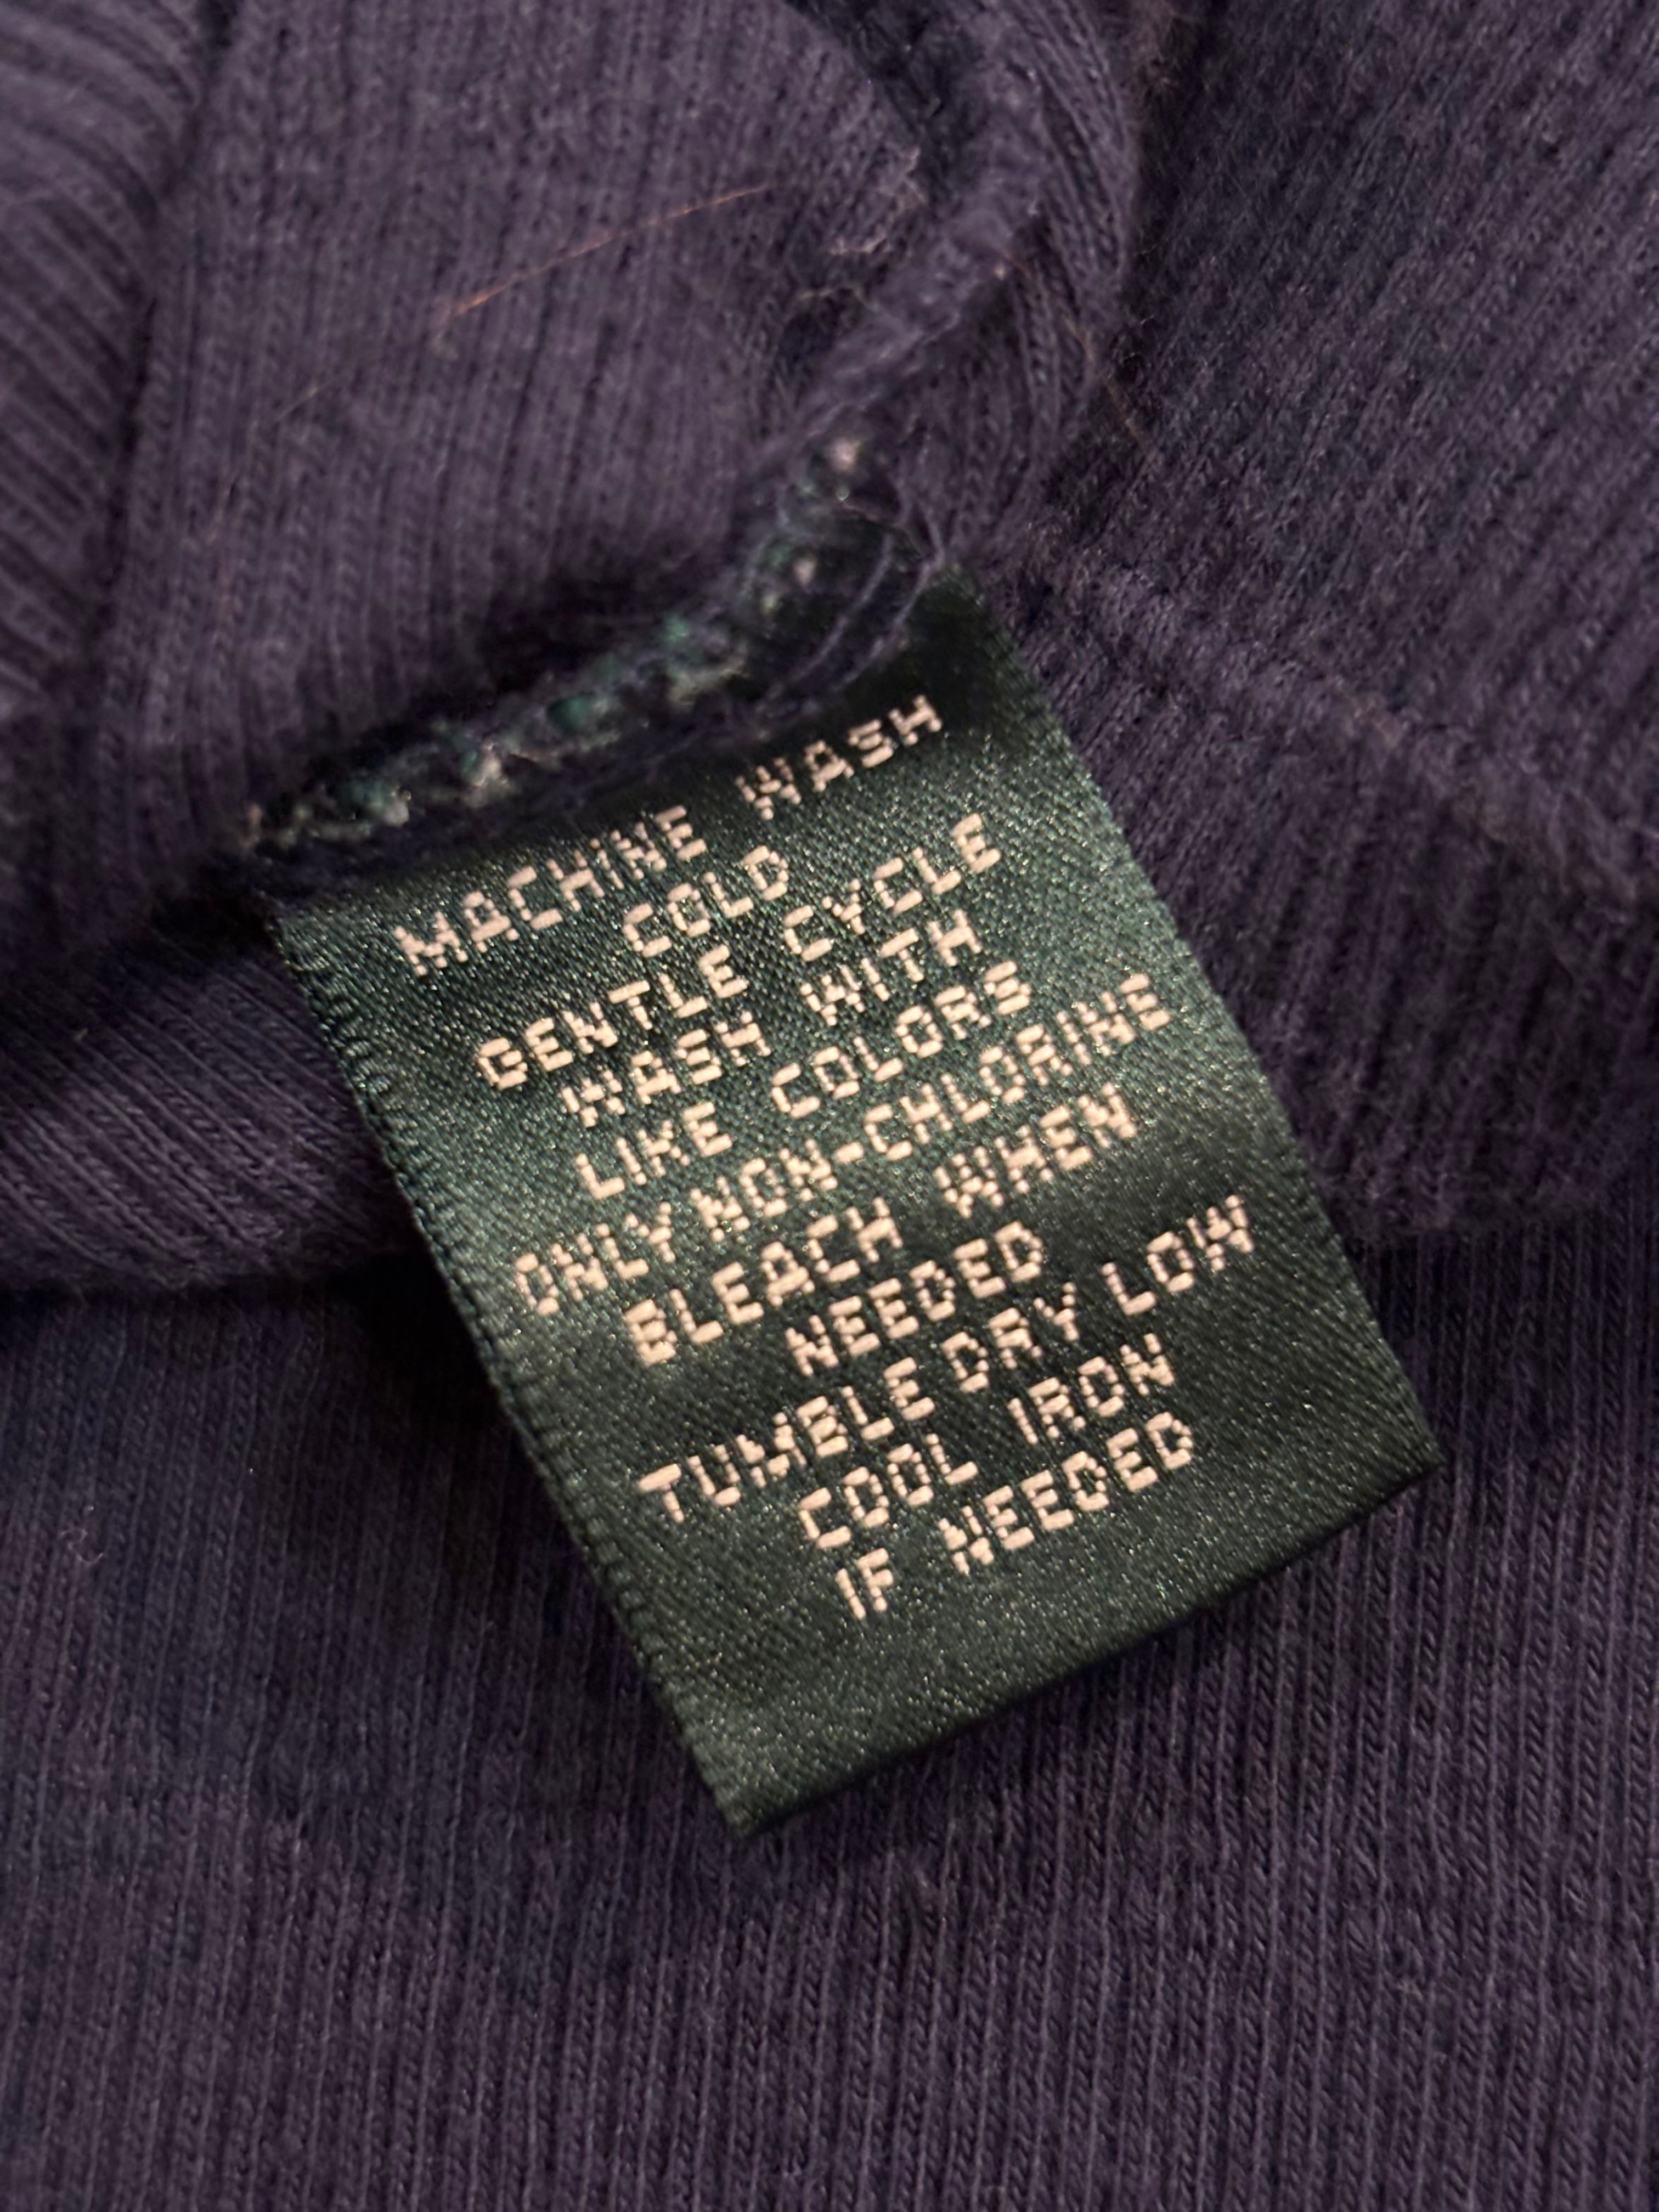 MACHINE WASH
COLD
GENTLE CYCLE
WASH WITH
LIKE COLORS
ONLY NON-CHLORINE
BLEACH WHEN
NEEDED
TUMBLE DRY LOW
COOL IRON
IF NEEDED